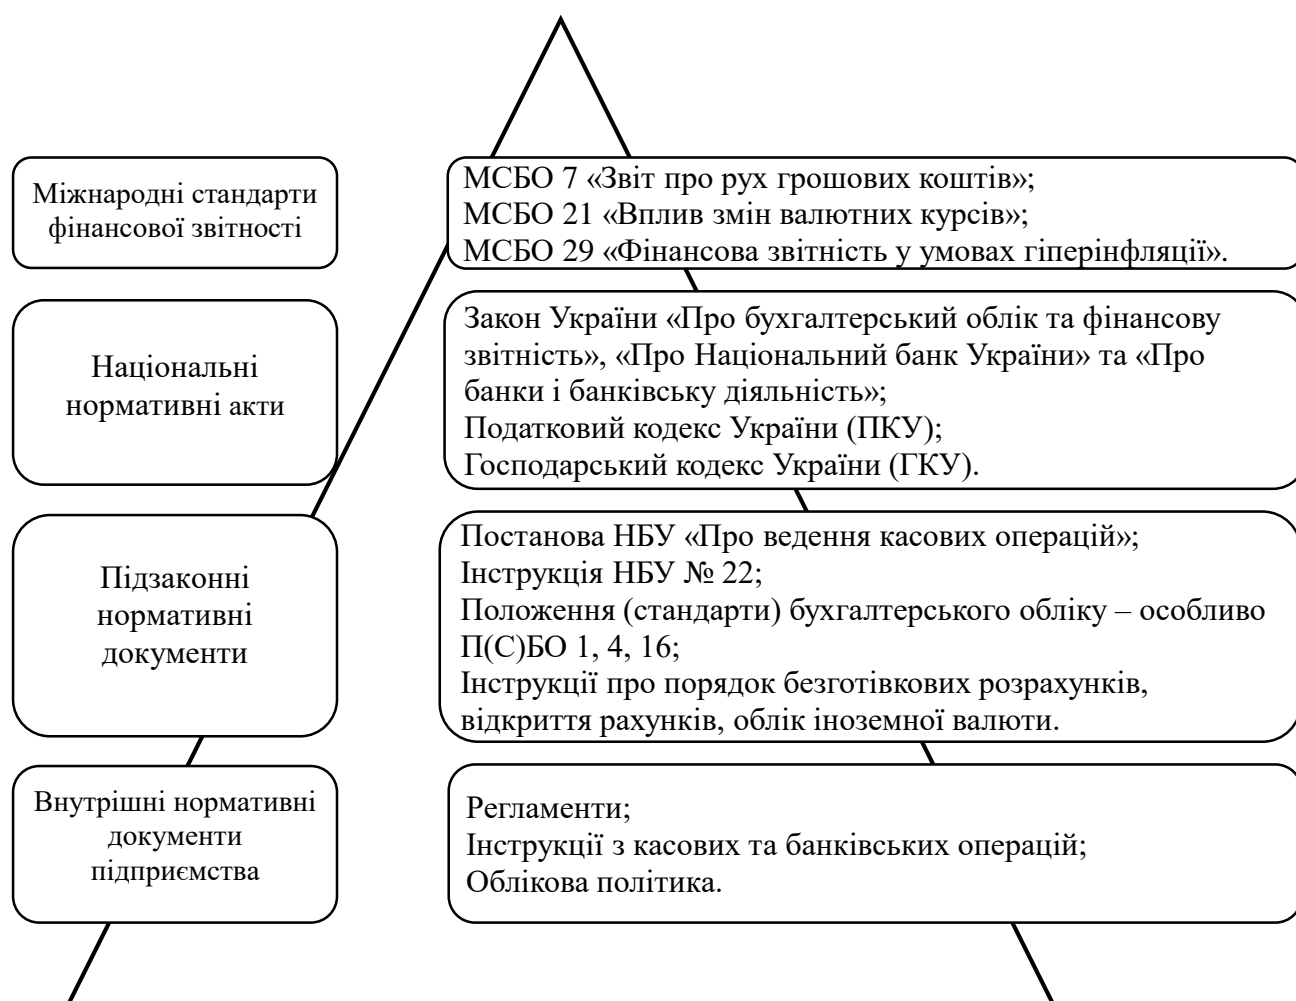 Міжнародні стандарти
фінансової звітності
МСБО 7 «Звіт про рух грошових коштів»;
МСБО 21 «Вплив змін валютних курсів»;
МСБО 29 «Фінансова звітність у умовах гіперінфляції».
Національні
нормативні акти
Закон України «Про бухгалтерський облік та фінансову
звітність», «Про Національний банк України» та «Про
банки і банківську діяльність»;
Податковий кодекс України (ПКУ);
Господарський кодекс України (ГКУ).
Підзаконні
нормативні
документи
Постанова НБУ «Про ведення касових операцій»;
Інструкція НБУ № 22;
Положення (стандарти) бухгалтерського обліку – особливо
П(С)БО 1, 4, 16;
Інструкції про порядок безготівкових розрахунків,
відкриття рахунків, облік іноземної валюти.
Внутрішні нормативні
документи
підприємства
Регламенти;
Інструкції з касових та банківських операцій;
Облікова політика.